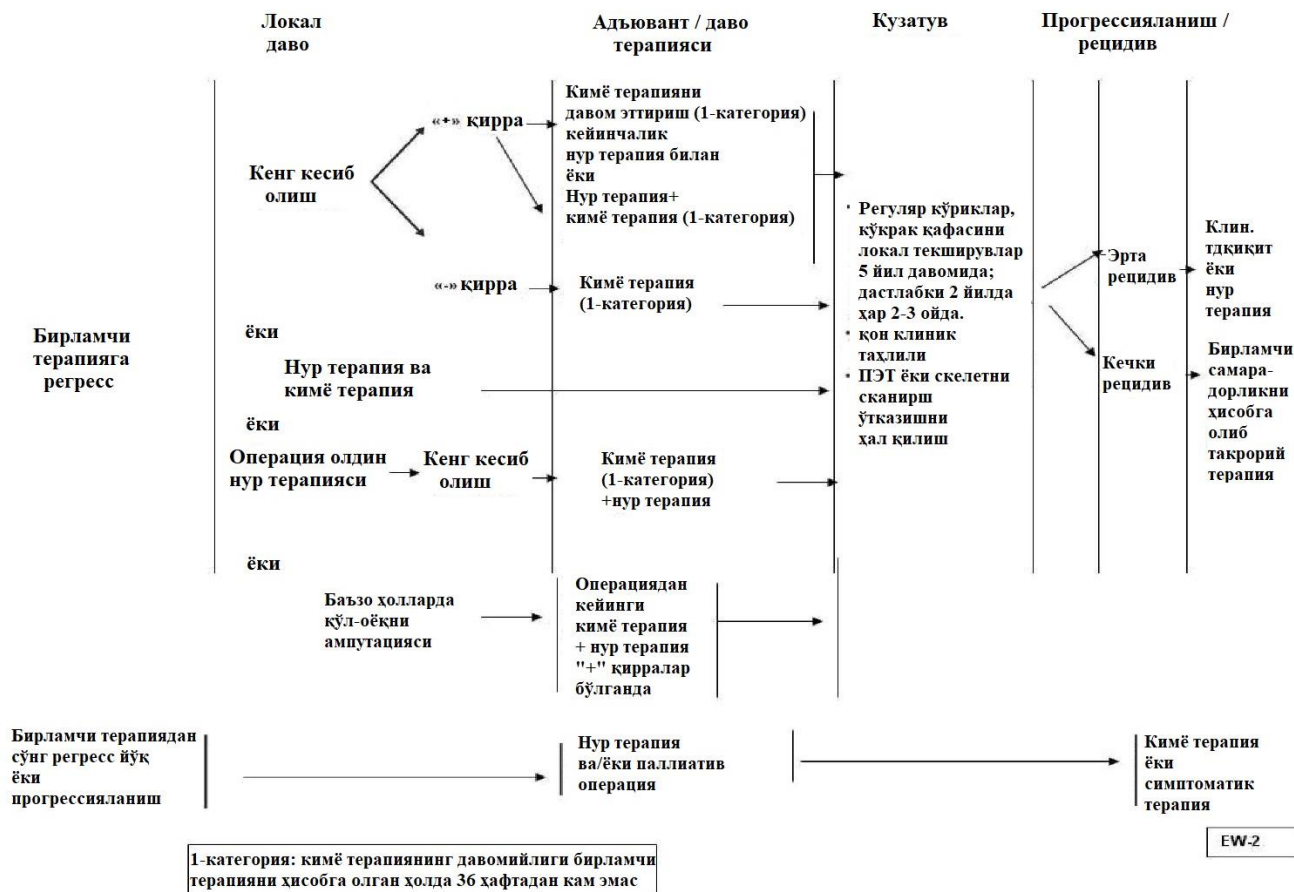 Локал
даво
Адъювант / даво
терапияси
Кузатув
Прогрессияланиш /
рецидив
Бирламчи
терапияга
регресс
Кенг кесиб
олиш
«+» қирра
Кимё терапияни
давом эттириш (1-категория)
кейинчалик
нур терапия билан
ёки
Нур терапия+
кимё терапия (1-категория)
«-» қирра
Кимё терапия
(1-категория)
ёки
Нур терапия ва
кимё терапия
ёки
Операция олдин
нур терапияси
Кенг кесиб
олиш
Кимё терапия
(1-категория)
+нур терапия
ёки
Баъзо ҳолларда
қўл-оёқни
ампутацияси
Операциядан
кейинги
кимё терапия
+ нур терапия
"+" қирралар
бўлганда
• Регуляр кўриклар,
кўкрак қафасини
локал текширувлар
5 йил давомида;
дастлабки 2 йилда
ҳар 2-3 ойда.
• қон клиник
таҳлили
• ПЭТ ёки скелетни
сканирш
ўтказишни
ҳал қилиш
Эрта
рецидив
Клин.
тдқиқит
ёки
нур
терапия
Кечки
рецидив
Бирламчи
самара-
дорликни
ҳисобга
олиб
такрорий
терапия
Бирламчи терапиядан
сўнг регресс йўқ
ёки
прогрессияланиш
Нур терапия
ва/ёки паллиатив
операция
Кимё терапия
ёки
симптоматик
терапия
EW-2
1-категория: кимё терапиянинг давомийлиги бирламчи
терапияни ҳисобга олган ҳолда 36 ҳафтадан кам эмас